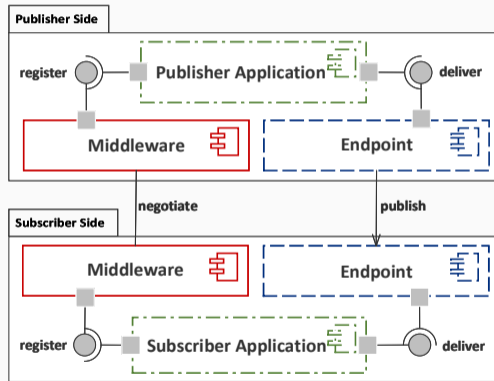 Publisher Side
register
Publisher Application
deliver
Middleware
Endpoint
negotiate
publish
Subscriber Side
Middleware
Endpoint
register
Subscriber Application
deliver